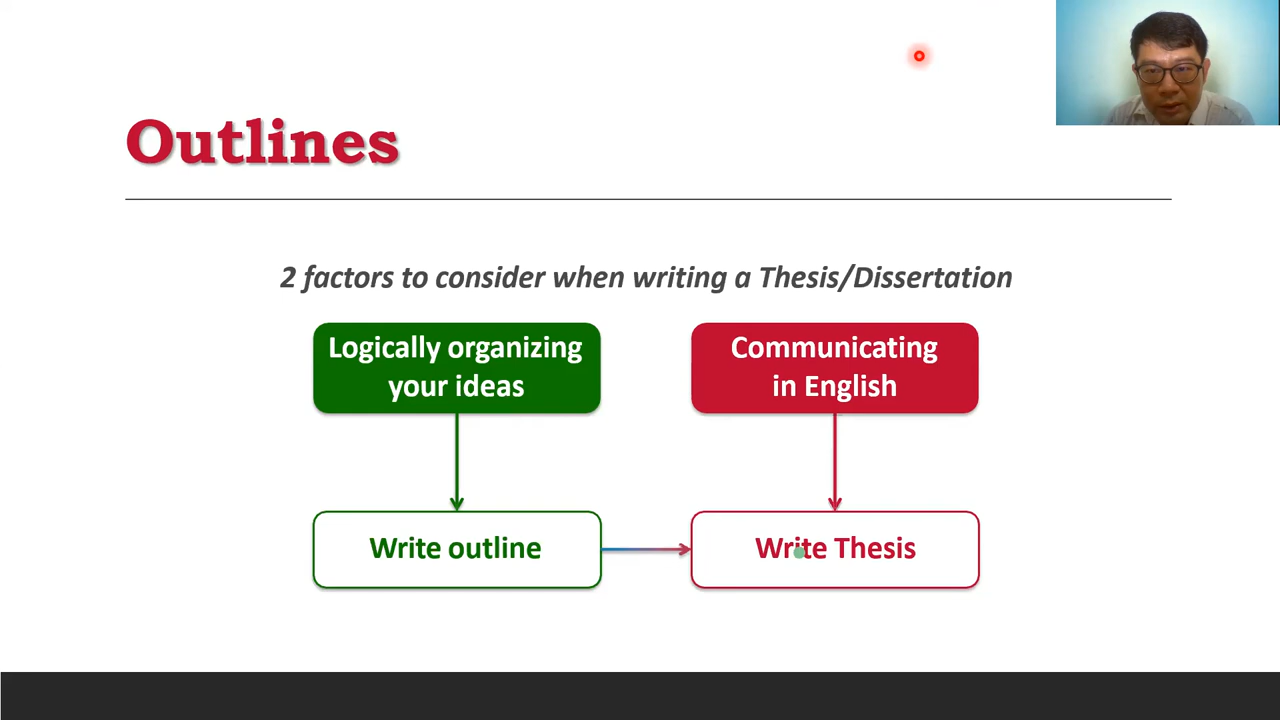 Outlines
2 factors to consider when writing a Thesis/Dissertation
Logically organizing
your ideas
Communicating
in English
Write outline
Write Thesis